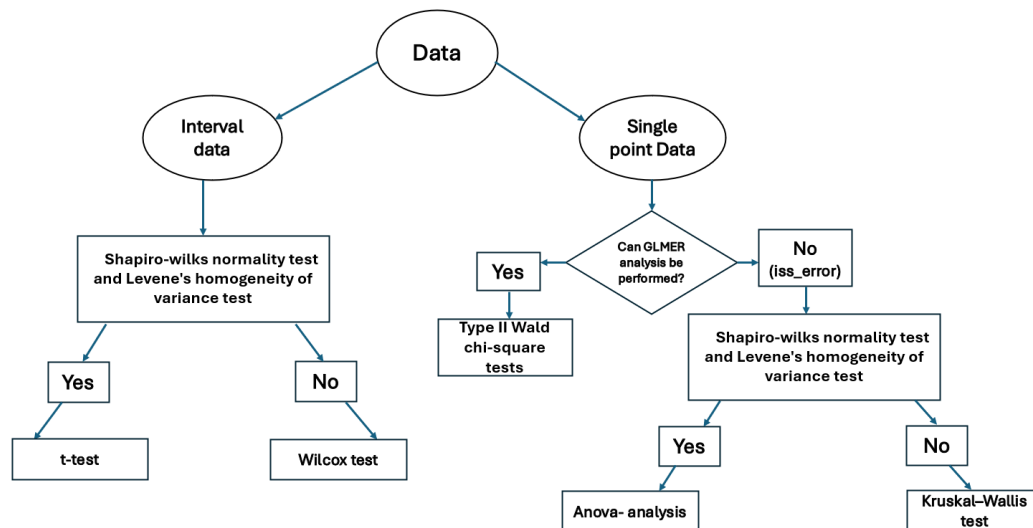 Data
Interval
data
Single
point Data
Shapiro-wilks normality test
and Levene's homogeneity of
variance test
Yes
No
t-test
Wilcox test
Can GLMER
analysis be
performed?
Yes
Type II Wald
chi-square
tests
No
(iss_error)
Shapiro-wilks normality test
and Levene's homogeneity of
variance test
Yes
No
Anova- analysis
Kruskal–Wallis
test